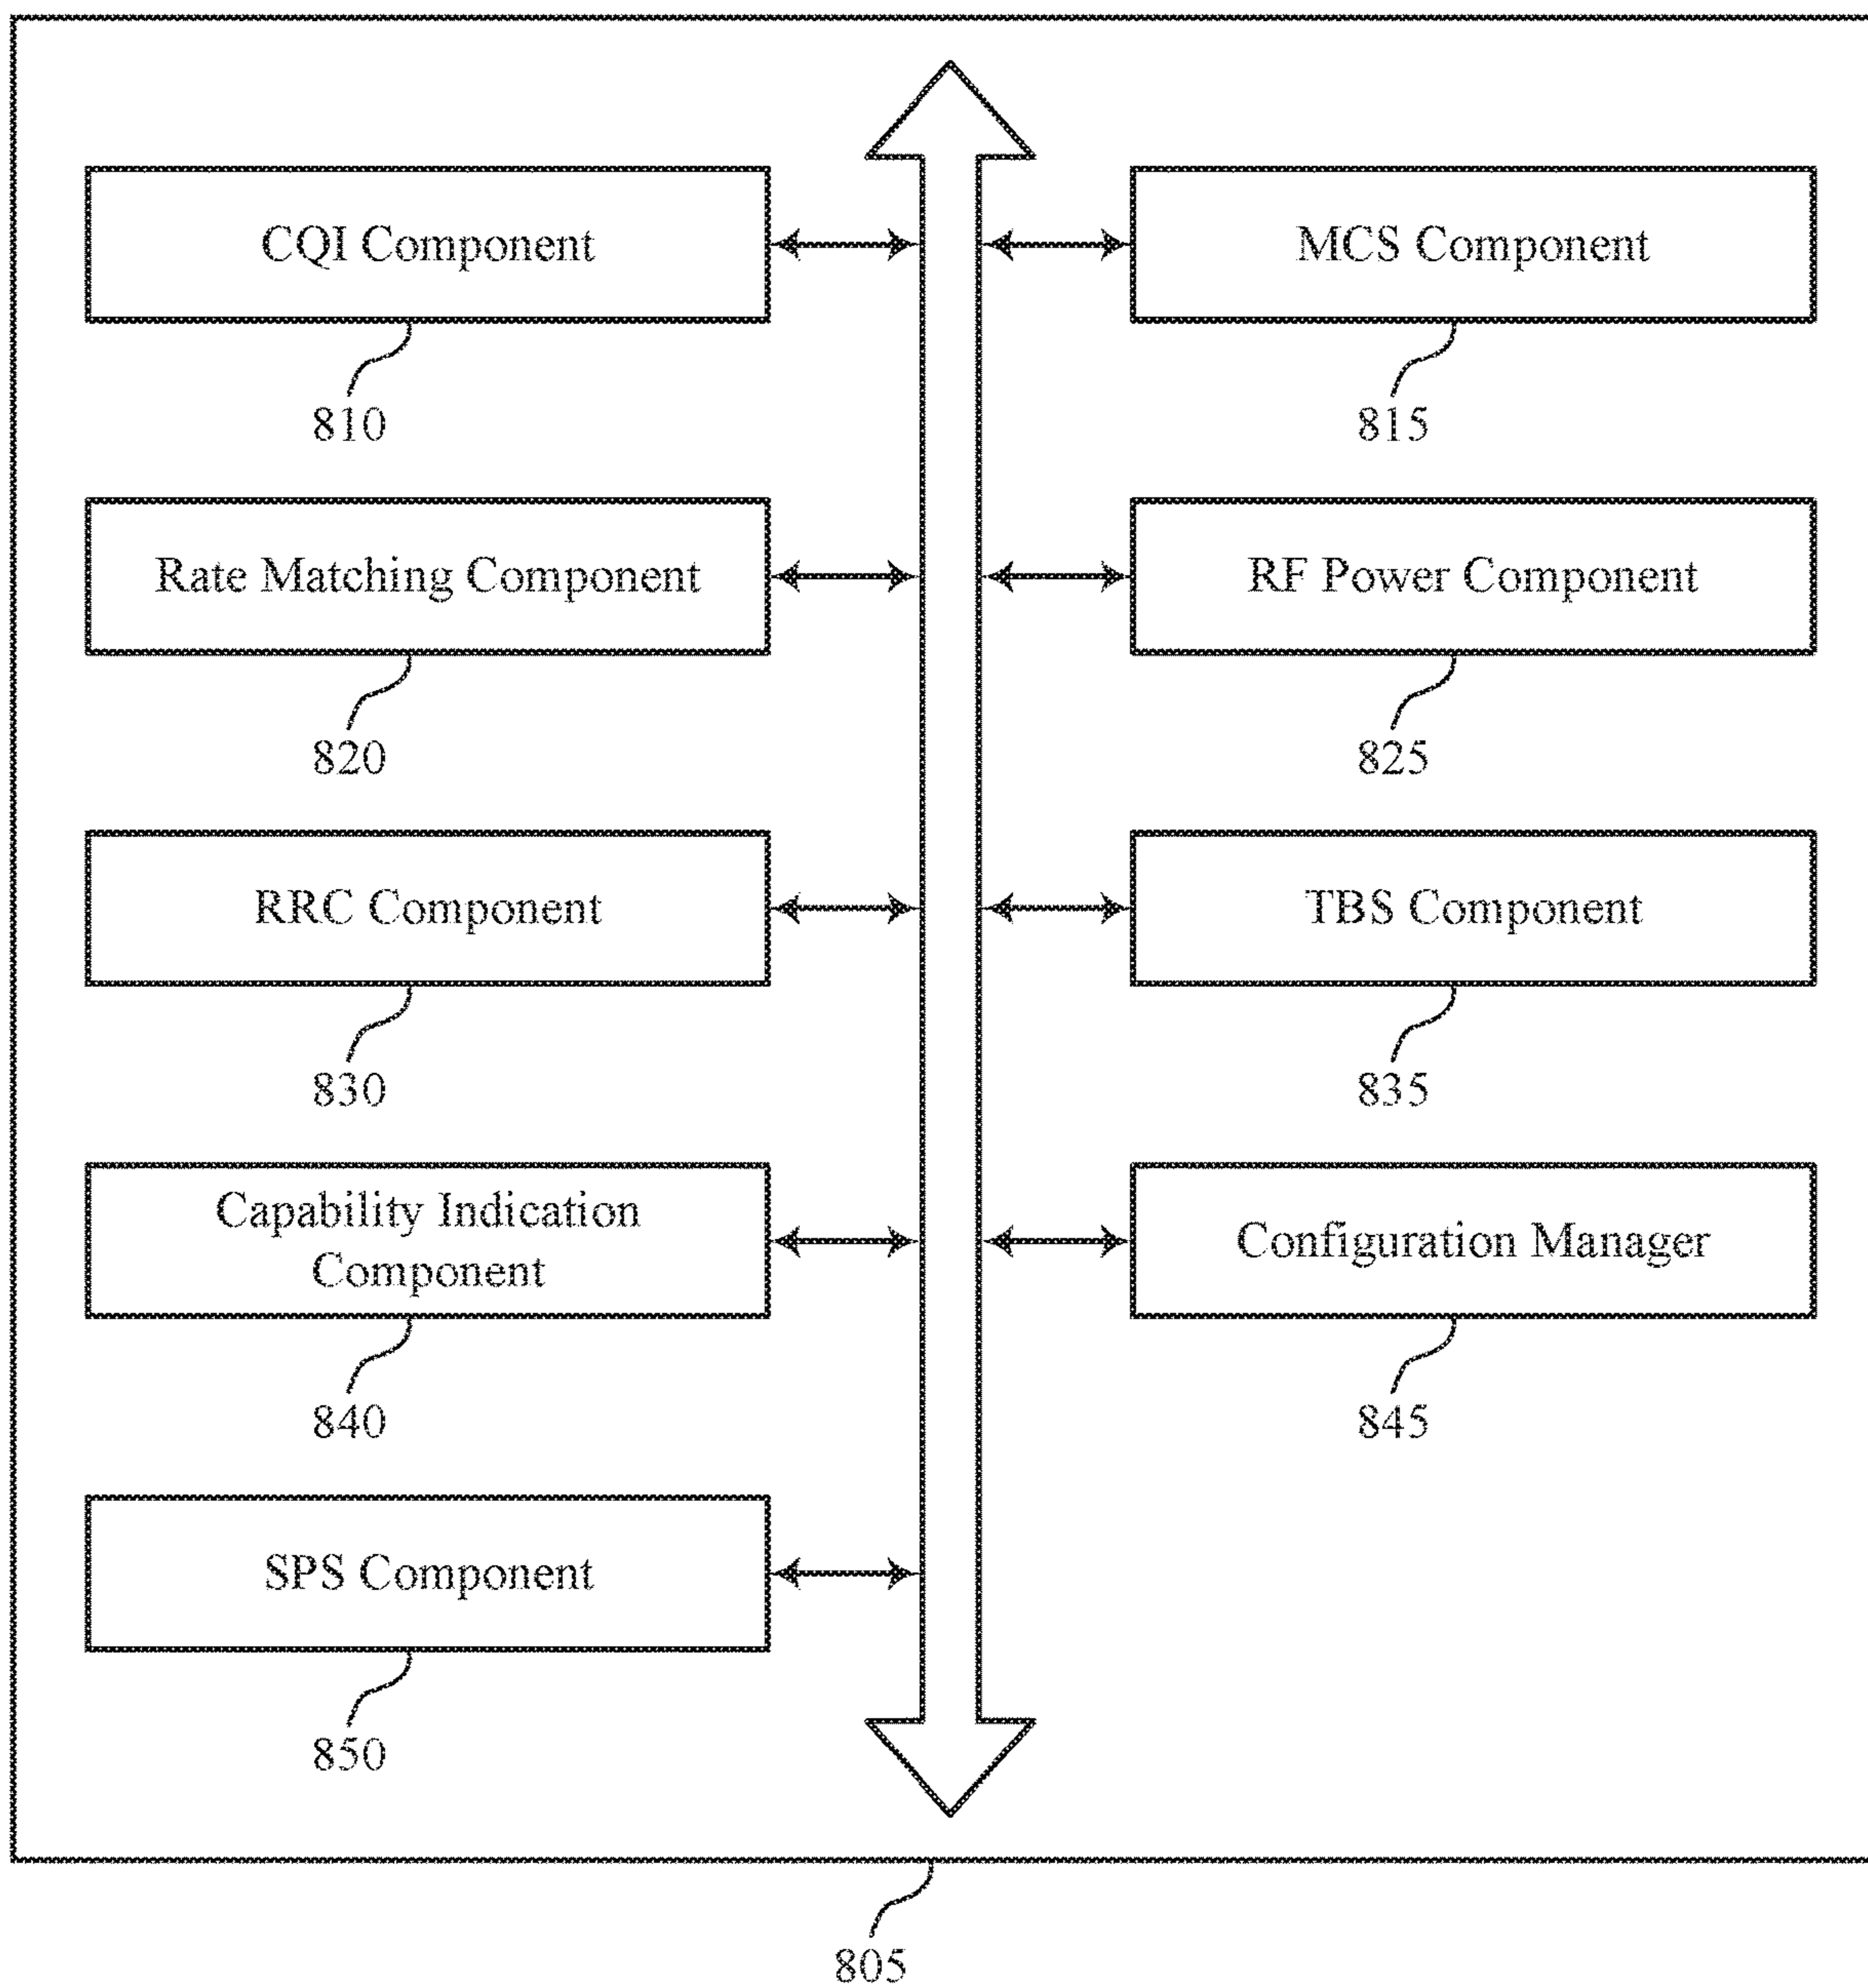 CQI Component
MCS Component
810
815
Rate Matching Component
RF Power Component
820
825
RRC Component
TBS Component
830
835
Capability Indication
Component
Configuration Manager
840
845
SPS Component
850
805